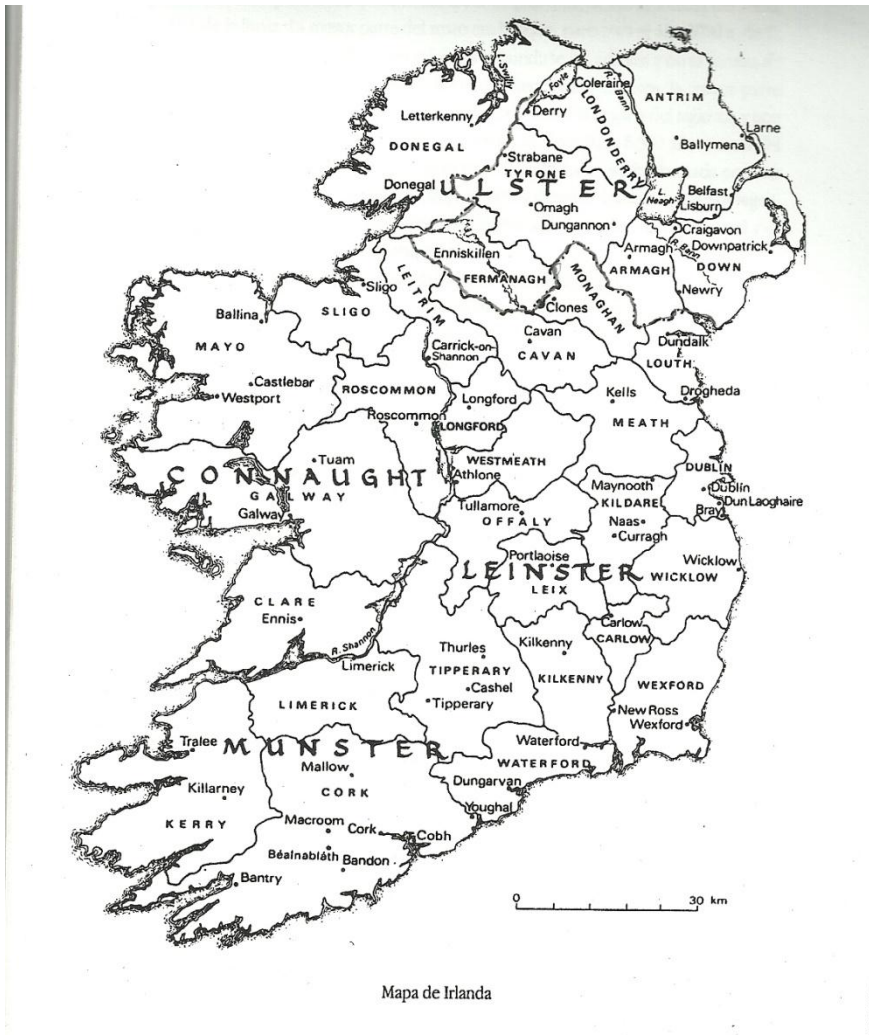 L. Swilly
L. Foyle
Coleraine
R. Bann
ANTRIM
Derry
LONDONDERRY
Letterkenny
Larne
Ballymena
DONEGAL
Strabane
TYRONE
Donegal
ULSTER
L. Neagh
Belfast
Lisburn
Omagh
Dungannon
Craigavon
R. Bann
Downpatrick
Enniskillen
Armagh
ARMAGH
DOWN
FERMANAGH
MONAGHAN
Newry
Clones
LEITRIM
Sligo
SLIGO
Ballina
MAYO
Cavan
CAVAN
Dundalk
LOUTH
Carrick-on-
Shannon
Castlebar
Westport
ROSCOMMON
Longford
Kells
Drogheda
Roscommon
LONGFORD
MEATH
Tuam
WESTMEATH
DUBLIN
CONNAUGHT
Athlone
Maynooth
Dublín
GALWAY
KILDARE
Dun Laoghaire
Galway
Tullamore
OFFALY
Naas
Bray
Curragh
Portlaoise
Wicklow
LEINSTER
WICKLOW
LEIX
CLARE
Ennis
Carlow
CARLOW
R. Shannon
Thurles
Kilkenny
Limerick
TIPPERARY
KILKENNY
WEXFORD
Cashel
LIMERICK
Tipperary
New Ross
Wexford
Tralee
MUNSTER
Waterford
WATERFORD
Mallow
Dungarvan
Killarney
CORK
Youghal
KERRY
Macroom
Cork
Cobh
Béalnabláth
Bandon
Bantry
0 30 km
Mapa de Irlanda